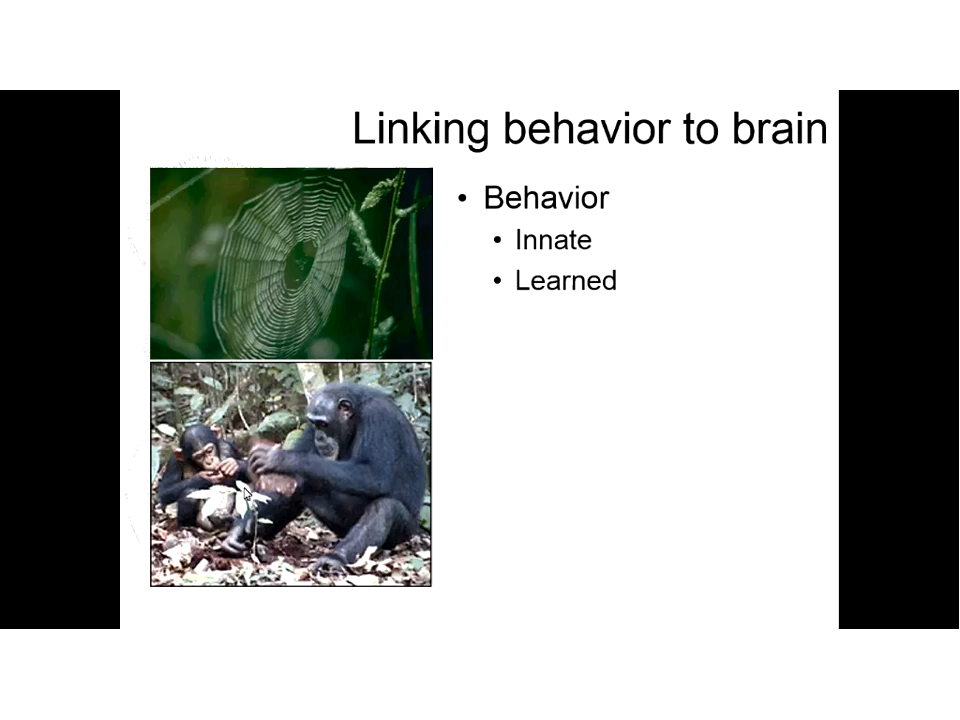 Linking behavior to brain
• Behavior
• Innate
• Learned